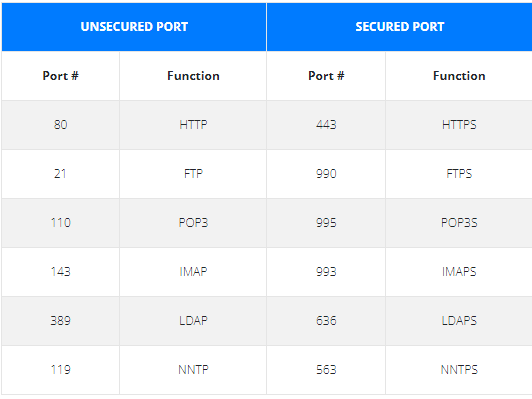 UNSECURED PORT SECURED PORT
Port # Function Port # Function
80 HTTP 443 HTTPS
21 FTP 990 FTPS
110 POP3 995 POP3S
143 IMAP 993 IMAPS
389 LDAP 636 LDAPS
119 NNTP 563 NNTPS